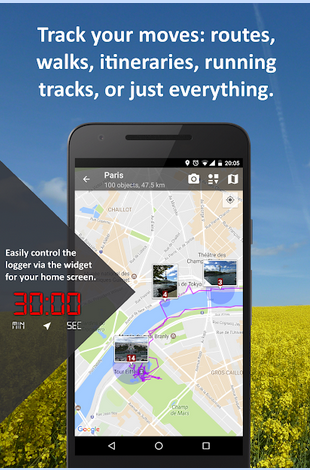 Track your moves: routes,
walks, itineraries, running
tracks, or just everything.
20:05
Paris
100 objects, 47.5 km
CHAILLOT
Théâtre des
Champs
Easily control the
logger via the widget
for your home screen.
30:00
MIN SEC
4
3
de Tokyo
Branly
14
Tour Eiffel
GROS-CAILLOU
Champ
de Mars
Google